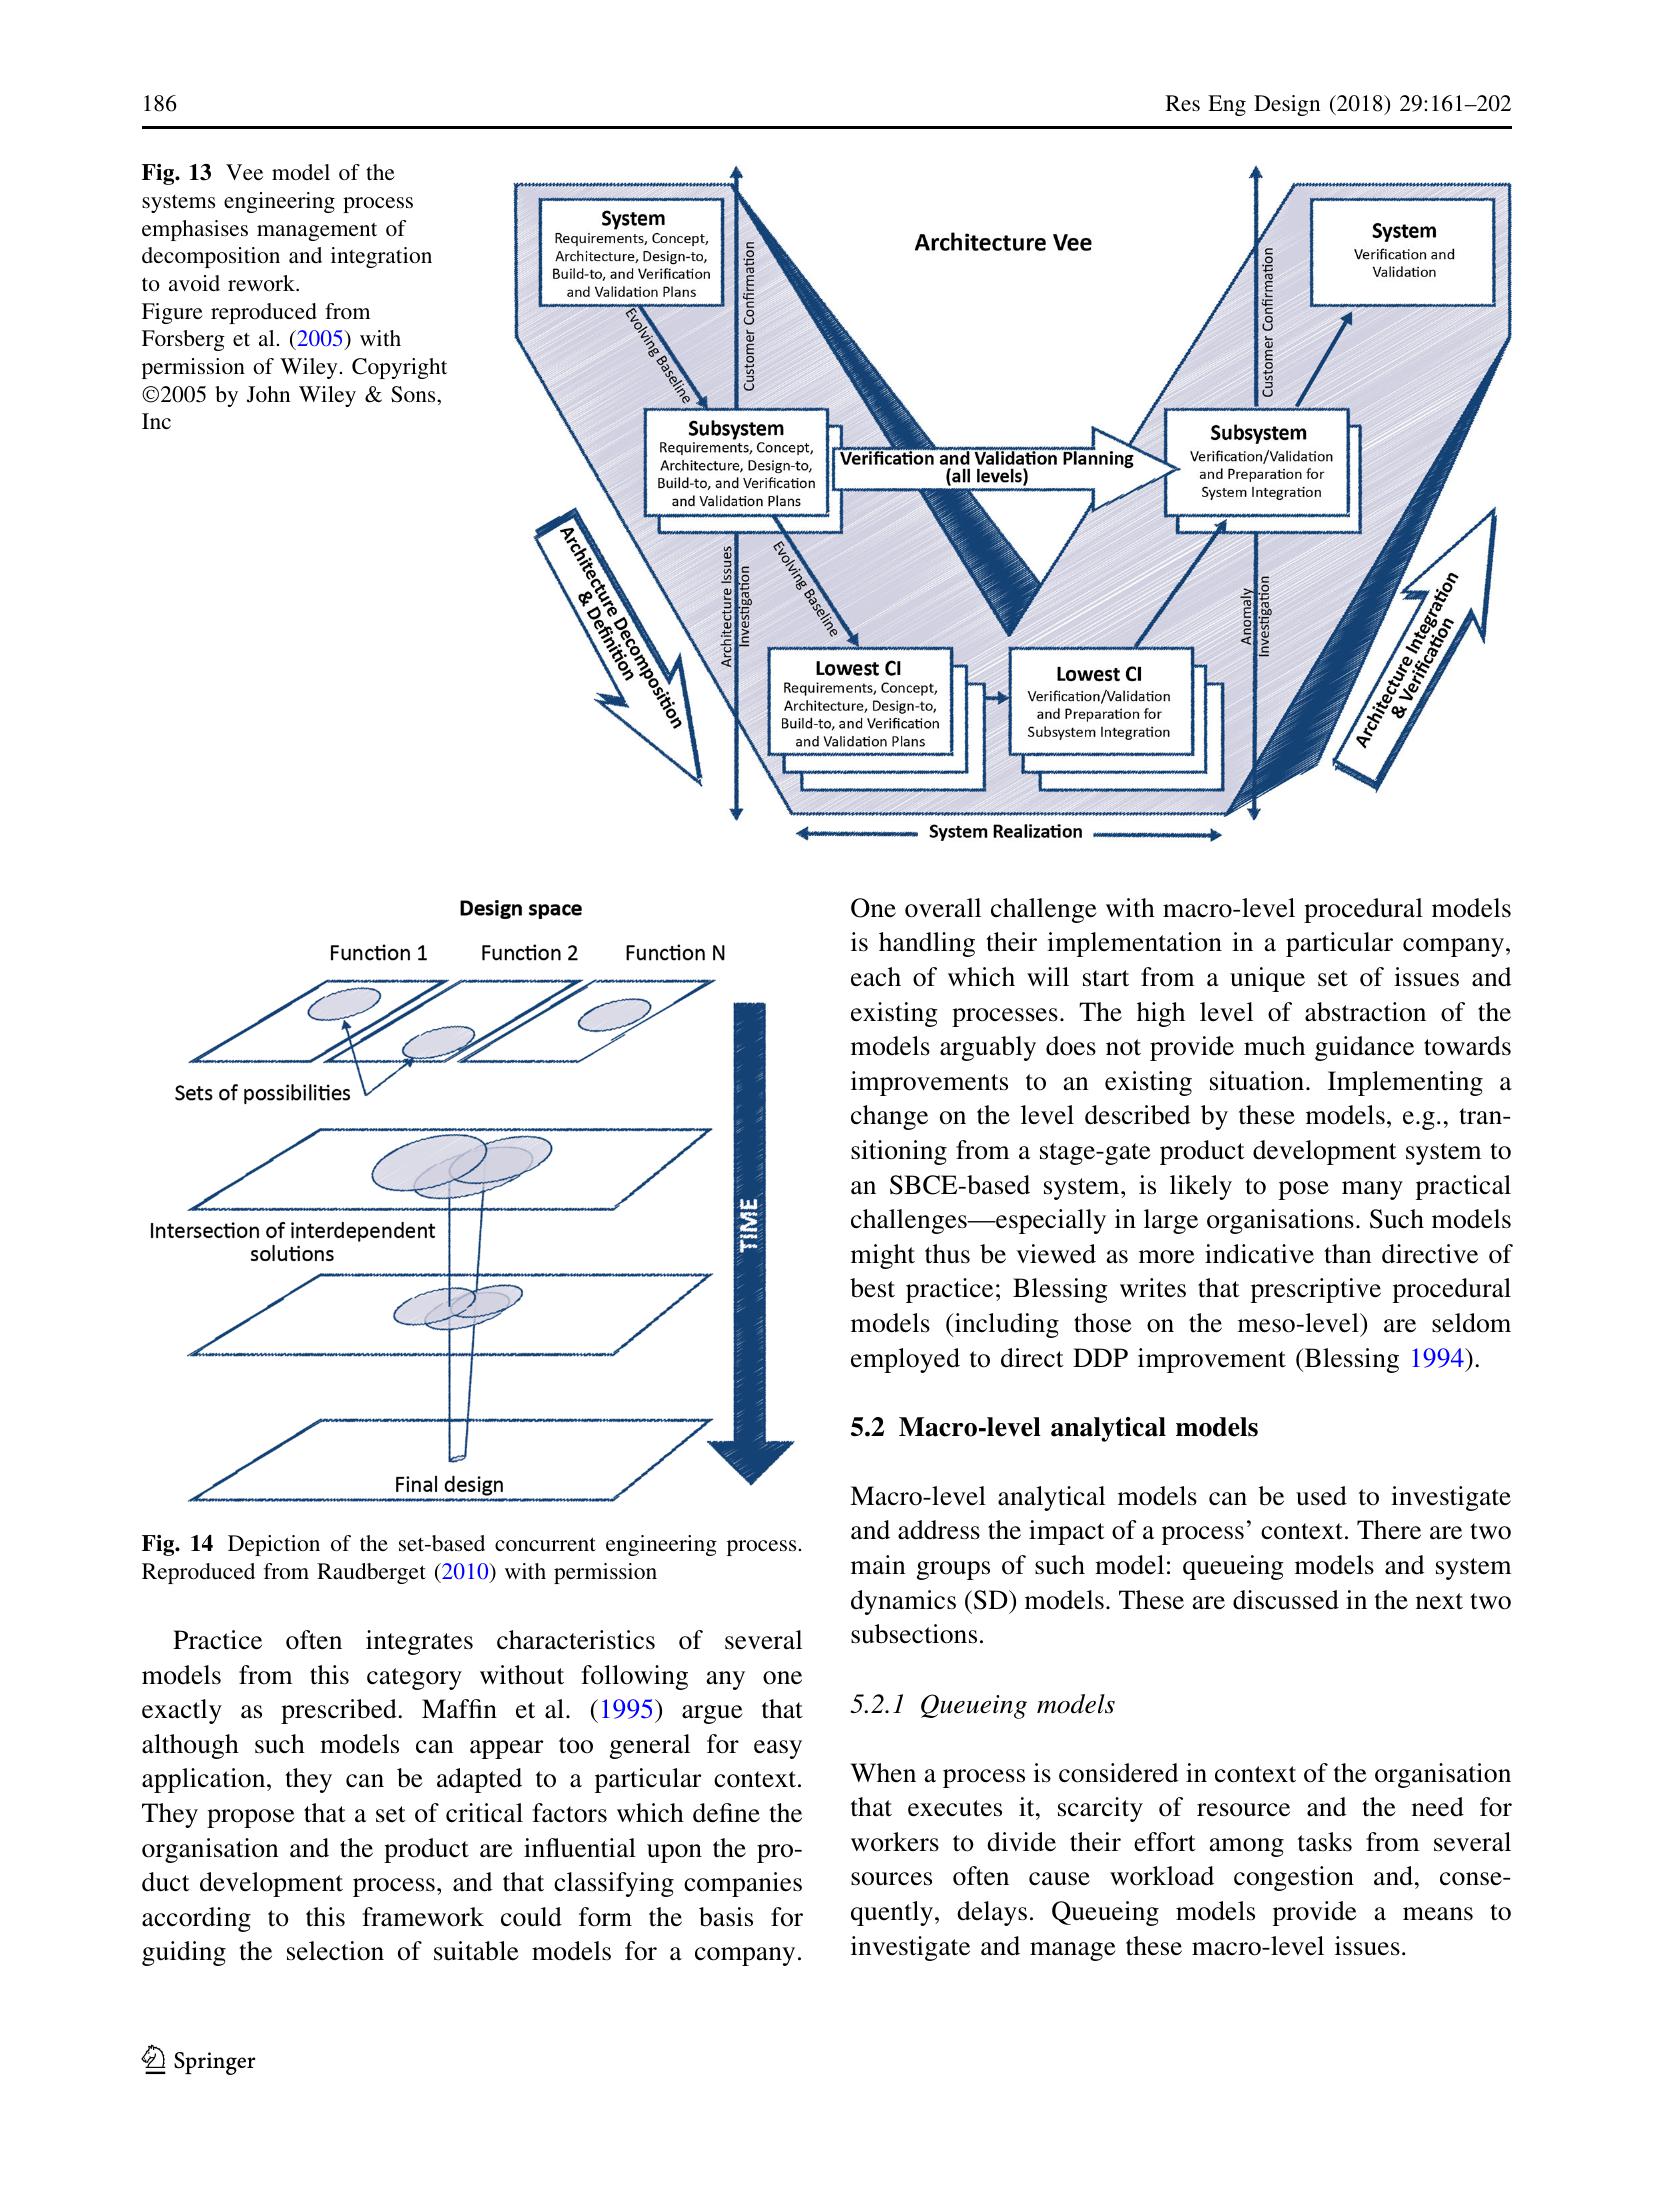 186
Res Eng Design (2018) 29:161–202
Fig. 13 Vee model of the
systems engineering process
emphasises management of
decomposition and integration
to avoid rework.
Figure reproduced from
Forsberg et al. (2005) with
permission of Wiley. Copyright
©2005 by John Wiley & Sons,
Inc
Architecture Vee
System
Requirements, Concept,
Architecture, Design-to,
Build-to, and Verification
and Validation Plans
Evolving Baseline
Customer Confirmation
Subsystem
Requirements, Concept,
Architecture, Design-to,
Build-to, and Verification
and Validation Plans
Verification and Validation Planning
(all levels)
Architecture Decomposition
& Definition
Architecture Issues
Investigation
Evolving Baseline
Lowest CI
Requirements, Concept,
Architecture, Design-to,
Build-to, and Verification
and Validation Plans
Lowest CI
Verification/Validation
and Preparation for
Subsystem Integration
Subsystem
Verification/Validation
and Preparation for
System Integration
Customer Confirmation
System
Verification and
Validation
Anomaly
Investigation
Architecture Integration
& Verification
System Realization
Design space
Function 1
Function 2
Function N
Sets of possibilities
Intersection of interdependent
solutions
TIME
Final design
Fig. 14 Depiction of the set-based concurrent engineering process.
Reproduced from Raudberget (2010) with permission
Practice often integrates characteristics of several
models from this category without following any one
exactly as prescribed. Maffin et al. (1995) argue that
although such models can appear too general for easy
application, they can be adapted to a particular context.
They propose that a set of critical factors which define the
organisation and the product are influential upon the pro-
duct development process, and that classifying companies
according to this framework could form the basis for
guiding the selection of suitable models for a company.
One overall challenge with macro-level procedural models
is handling their implementation in a particular company,
each of which will start from a unique set of issues and
existing processes. The high level of abstraction of the
models arguably does not provide much guidance towards
improvements to an existing situation. Implementing a
change on the level described by these models, e.g., tran-
sitioning from a stage-gate product development system to
an SBCE-based system, is likely to pose many practical
challenges—especially in large organisations. Such models
might thus be viewed as more indicative than directive of
best practice; Blessing writes that prescriptive procedural
models (including those on the meso-level) are seldom
employed to direct DDP improvement (Blessing 1994).
5.2 Macro-level analytical models
Macro-level analytical models can be used to investigate
and address the impact of a process’ context. There are two
main groups of such model: queueing models and system
dynamics (SD) models. These are discussed in the next two
subsections.
5.2.1 Queueing models
When a process is considered in context of the organisation
that executes it, scarcity of resource and the need for
workers to divide their effort among tasks from several
sources often cause workload congestion and, conse-
quently, delays. Queueing models provide a means to
investigate and manage these macro-level issues.
Springer